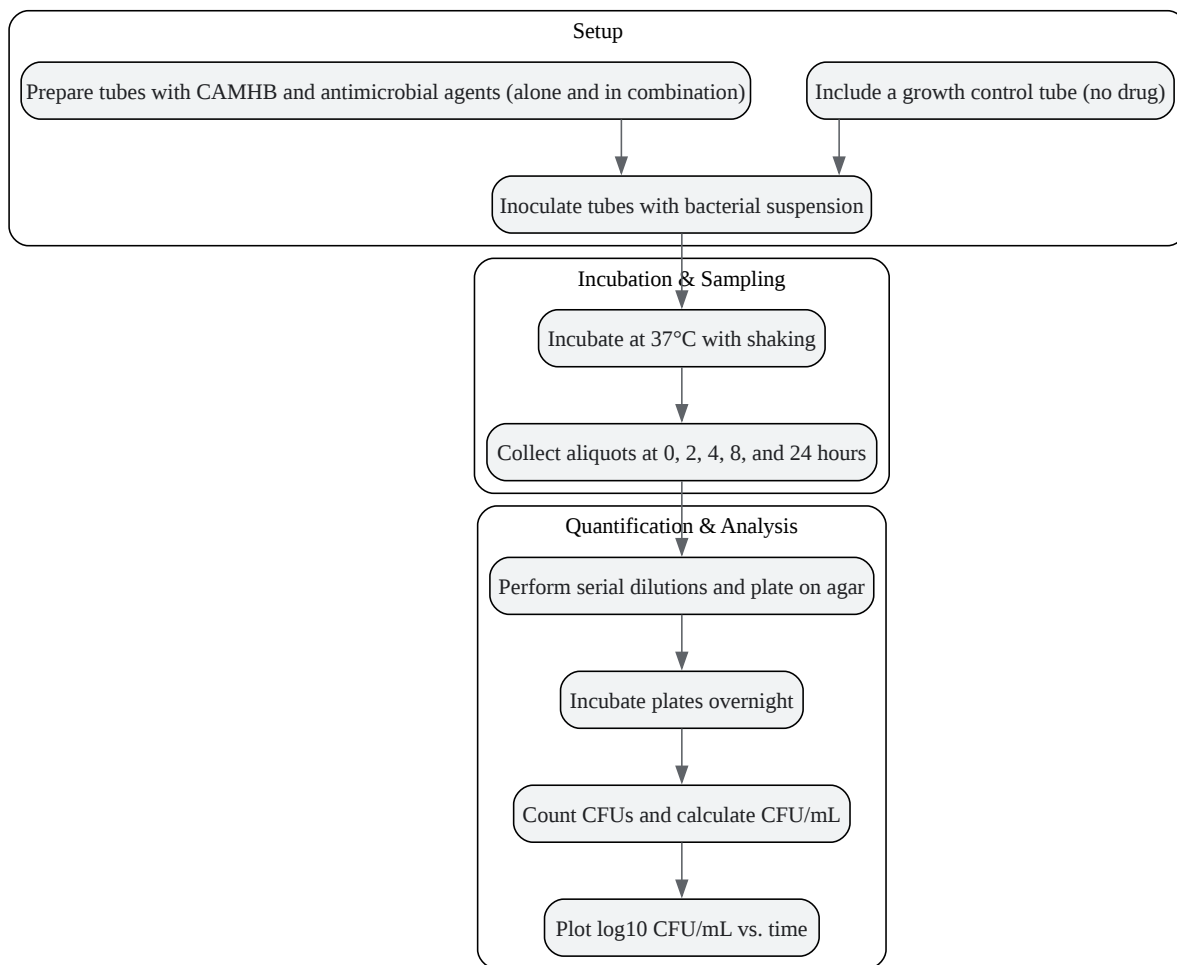 Setup
Prepare tubes with CAMHB and antimicrobial agents (alone and in combination)
Include a growth control tube (no drug)
Inoculate tubes with bacterial suspension
Incubation & Sampling
Incubate at 37°C with shaking
Collect aliquots at 0, 2, 4, 8, and 24 hours
Quantification & Analysis
Perform serial dilutions and plate on agar
Incubate plates overnight
Count CFUs and calculate CFU/mL
Plot log10 CFU/mL vs. time